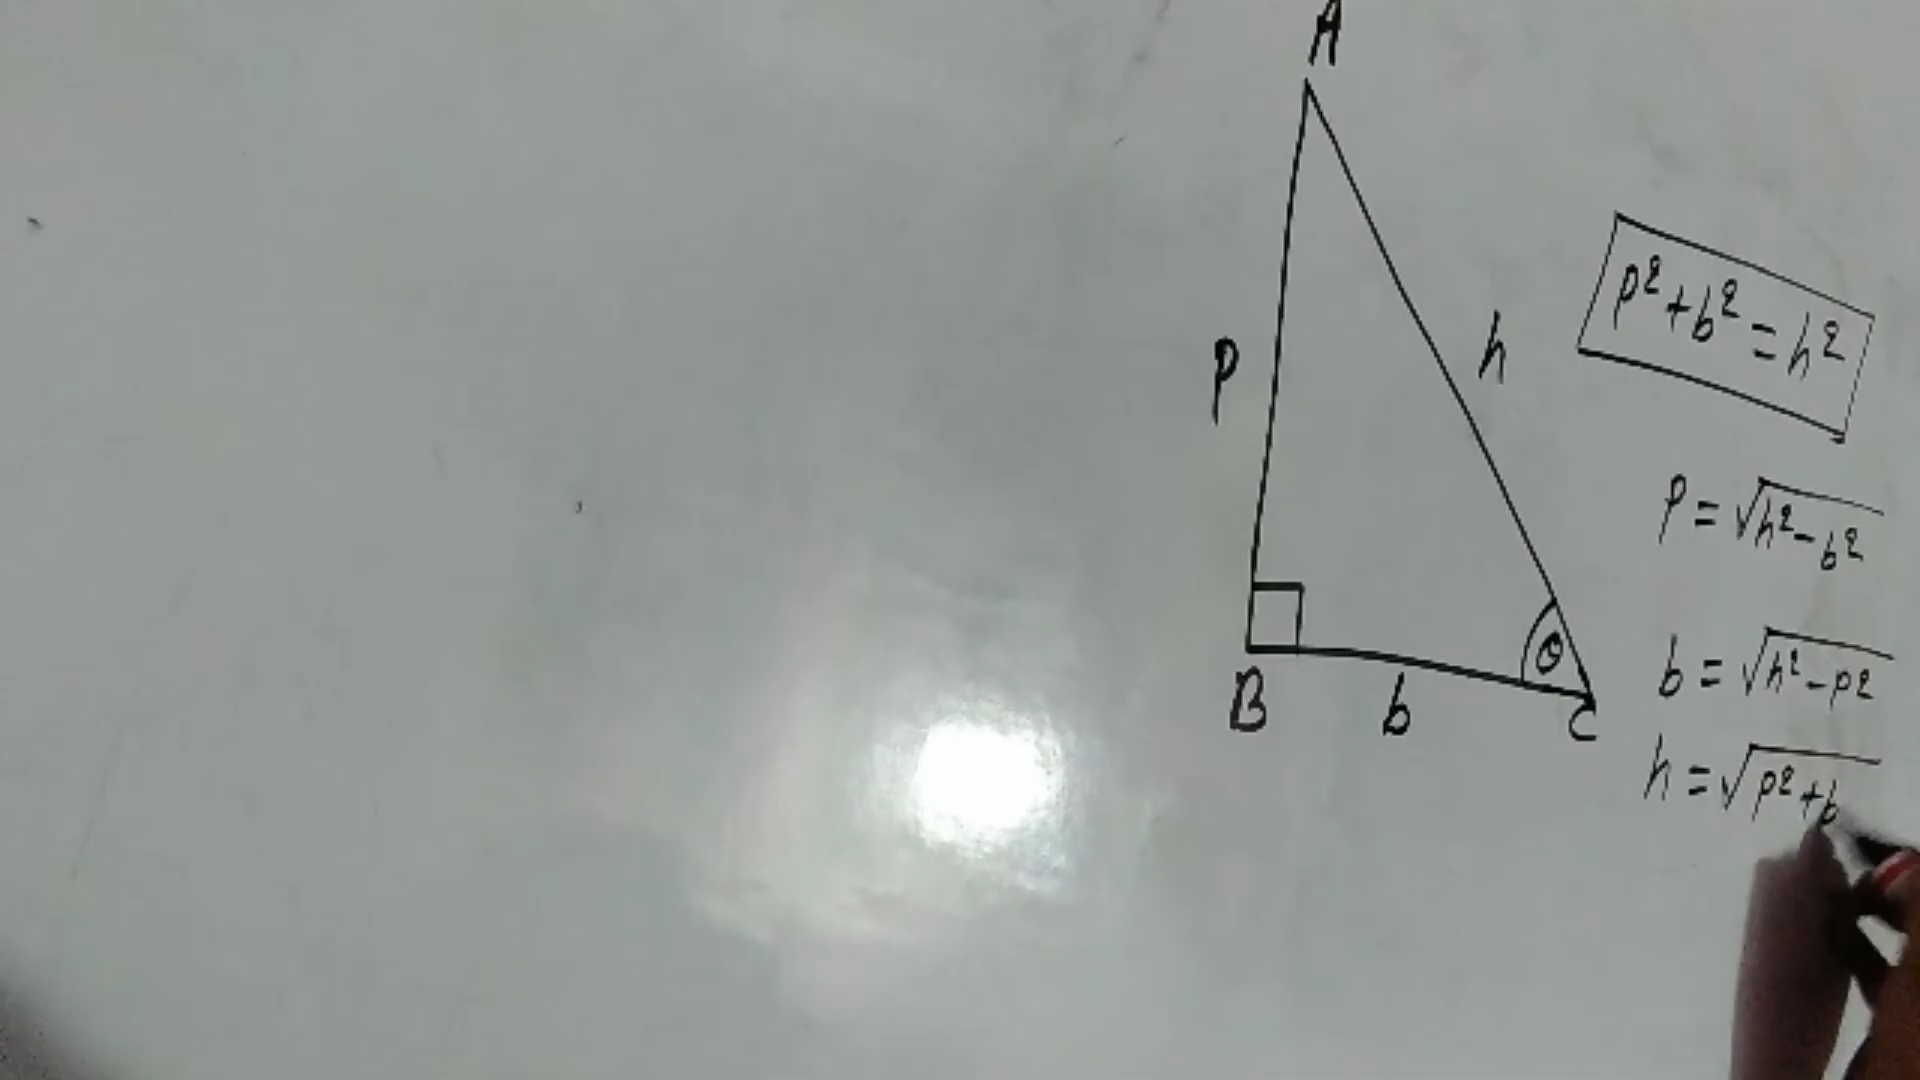 A
p² + b² = h²
p
h
p = √h² - b²
θ
b = √h² - p²
B
b
C
h = √p² + b